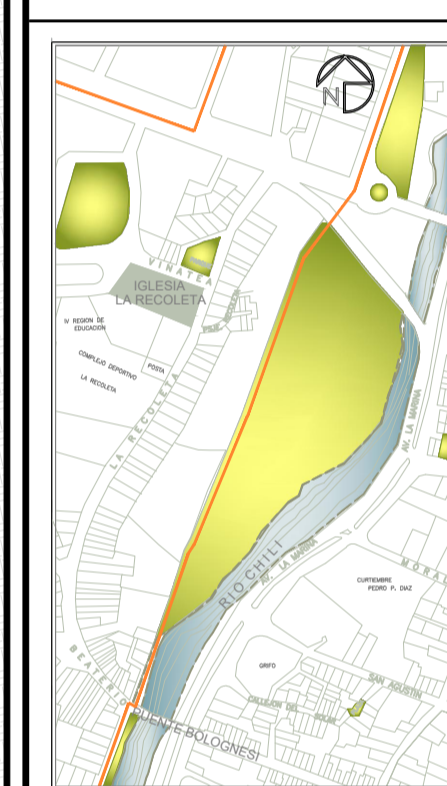 N
VINATEA
IGLESIA
LA RECOLETA
IV REGION DE
EDUCACION
COMPLEJO DEPORTIVO
LA RECOLETA
POSTA
LA RECOLETA
AV. LA MARINA
RIO CHILI
AV. LA MARINA
CURTIEMBRE
PEDRO P. DIAZ
MORAL
BEATERIO
GRIFO
SAN AGUSTIN
CALLEJON DEL SOLAR
PUENTE BOLOGNESI